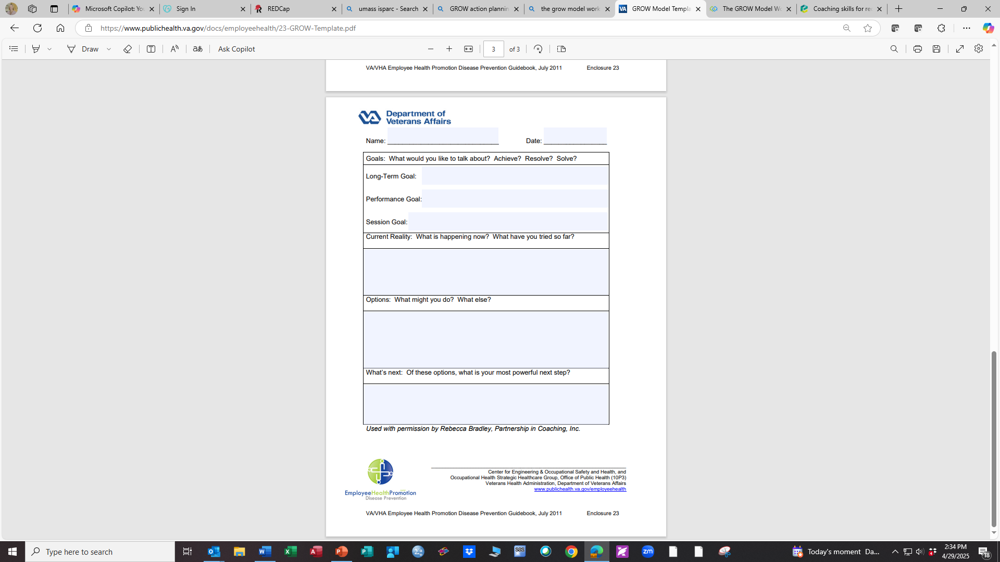 Microsoft Copilot: Yo
Sign In
REDCap
umass isparc - Search
GROW action plannin
the grow model work
GROW Model Templa
The GROW Model Wo
Coaching skills for rec
https://www.publichealth.va.gov/docs/employeehealth/23-GROW-Template.pdf
Draw
Ask Copilot
3 of 3
VA/VHA Employee Health Promotion Disease Prevention Guidebook, July 2011 Enclosure 23
VA Department of
Veterans Affairs
Name: Date:
Goals: What would you like to talk about? Achieve? Resolve? Solve?
Long-Term Goal:
Performance Goal:
Session Goal:
Current Reality: What is happening now? What have you tried so far?
Options: What might you do? What else?
What's next: Of these options, what is your most powerful next step?
Used with permission by Rebecca Bradley, Partnership in Coaching, Inc.
Center for Engineering & Occupational Safety and Health, and
Occupational Health Strategic Healthcare Group, Office of Public Health (10P3)
Veterans Health Administration, Department of Veterans Affairs
www.publichealth.va.gov/employeehealth
EmployeeHealthPromotion
Disease Prevention
VA/VHA Employee Health Promotion Disease Prevention Guidebook, July 2011 Enclosure 23
Type here to search
Today's moment Da...
2:34 PM
4/29/2025
18